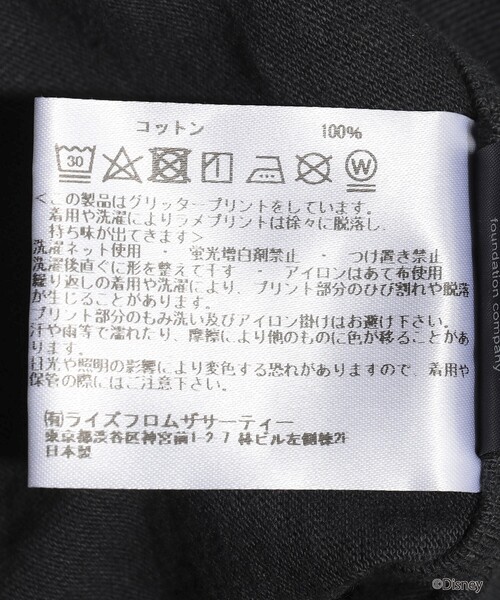 コットン 100%
30 W
<この製品はグリッタープリントをしています。
着用や洗濯によりラメプリントは徐々に脱落し、
持ち味が出てきます>
洗濯ネット使用 ・ 蛍光増白剤禁止 ・ つけ置き禁止
洗濯後直ぐに形を整えて干す ・ アイロンはあて布使用
繰り返しの着用や洗濯により、プリント部分のひび割れや脱落
が生じることがあります。
プリント部分のもみ洗い及びアイロン掛けはお避け下さい。
汗や雨等で濡れたり、摩擦により他のものに色が移ることがあ
ります。
日光や照明の影響により変色する恐れがありますので、着用や
保管の際にはご注意下さい。
(有)ライズフロムザサーティー
東京都渋谷区神宮前1-2-7 林ビル左側棟2F
日本製
foundation company
©Disney